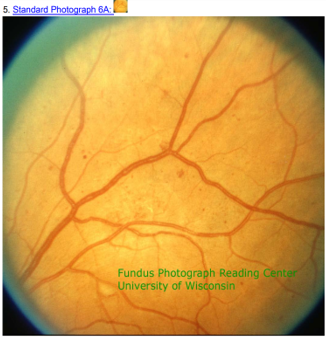 5. Standard Photograph 6A:
Fundus Photograph Reading Center
University of Wisconsin